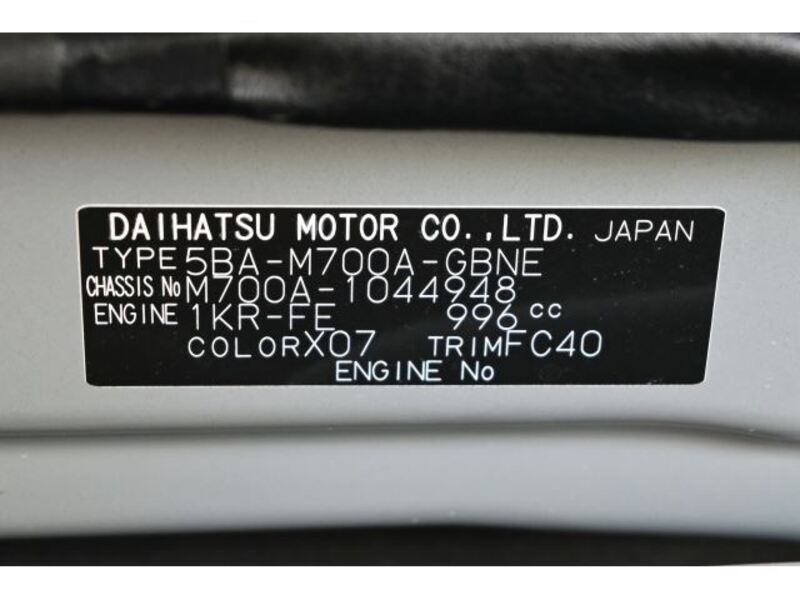 DAIHATSU MOTOR CO.,LTD. JAPAN
TYPE 5BA-M700A-GBNE
CHASSIS No M700A-1044948
ENGINE 1KR-FE 996cc
COLOR X07 TRIM FC40
ENGINE No